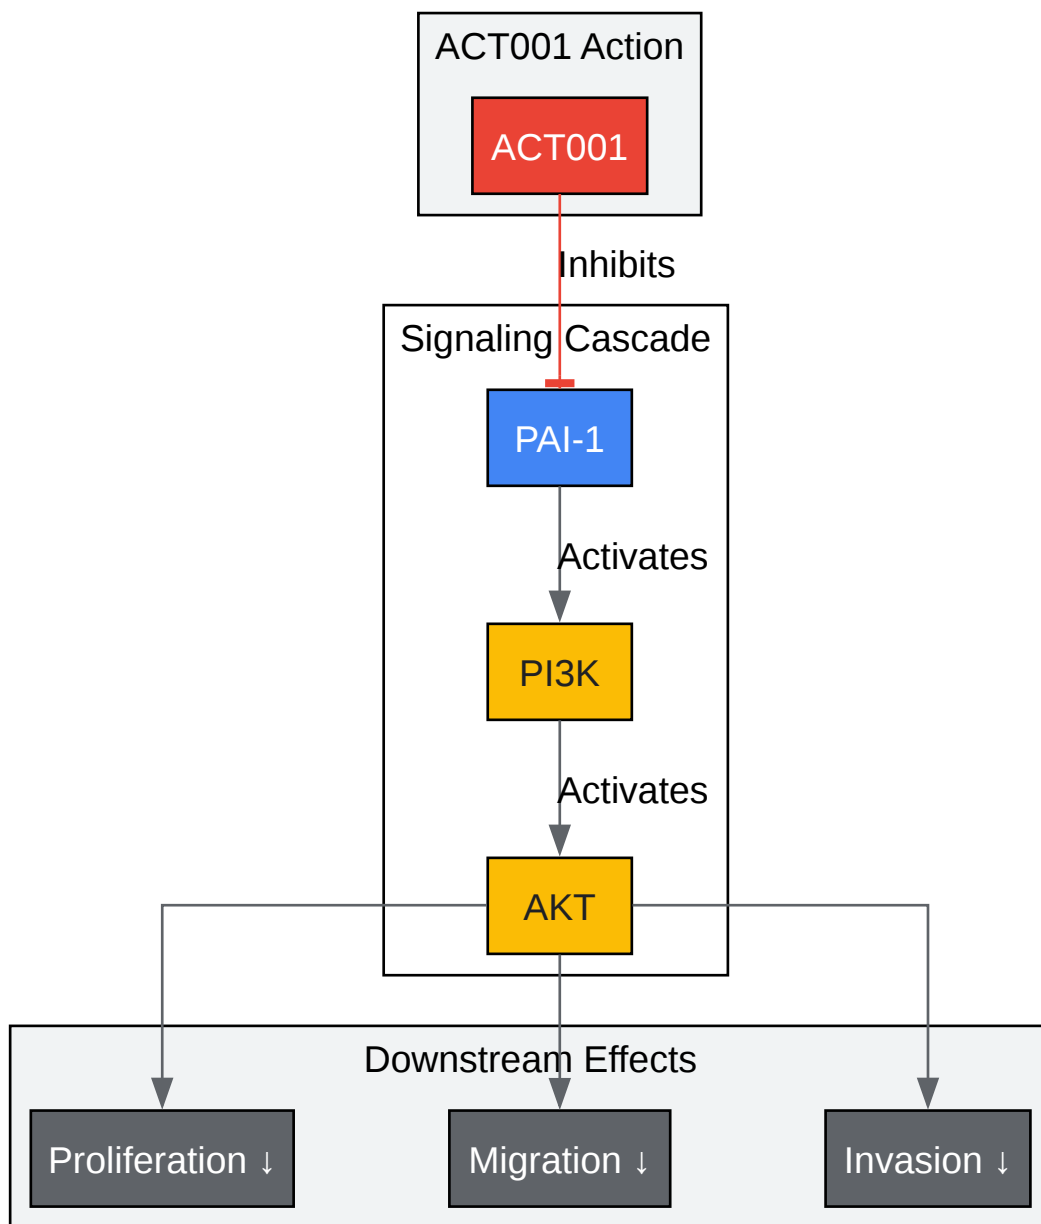 ACT001 Action
ACT001
Inhibits
Signaling Cascade
PAI-1
Activates
PI3K
Activates
AKT
Downstream Effects
Proliferation ↓
Migration ↓
Invasion ↓